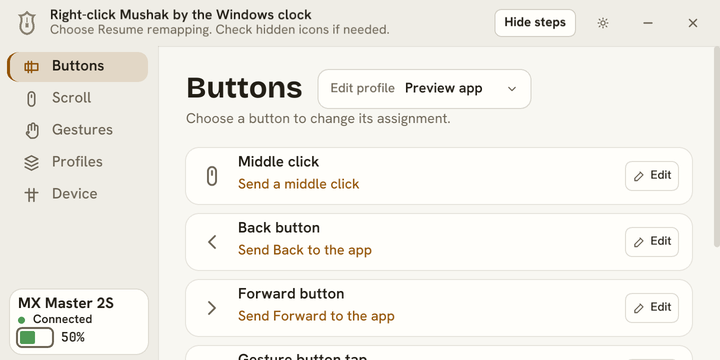 Right-click Mushak by the Windows clock
Choose Resume remapping. Check hidden icons if needed.
Hide steps
Buttons
Scroll
Gestures
Profiles
Device
MX Master 2S
Connected
50%
Buttons
Edit profile Preview app
Choose a button to change its assignment.
Middle click
Send a middle click
Edit
Back button
Send Back to the app
Edit
Forward button
Send Forward to the app
Edit
Gesture button tap